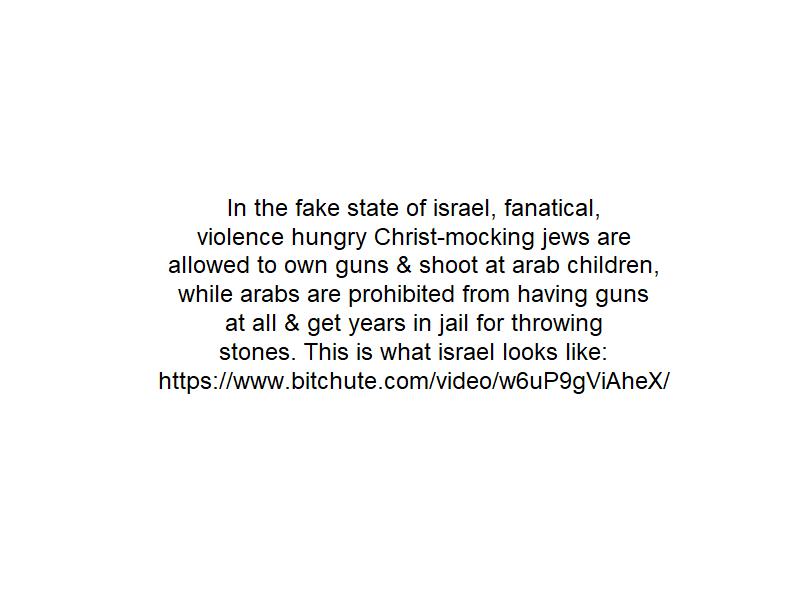 In the fake state of israel, fanatical,
violence hungry Christ-mocking jews are
allowed to own guns & shoot at arab children,
while arabs are prohibited from having guns
at all & get years in jail for throwing
stones. This is what israel looks like:
https://www.bitchute.com/video/w6uP9gViAheX/